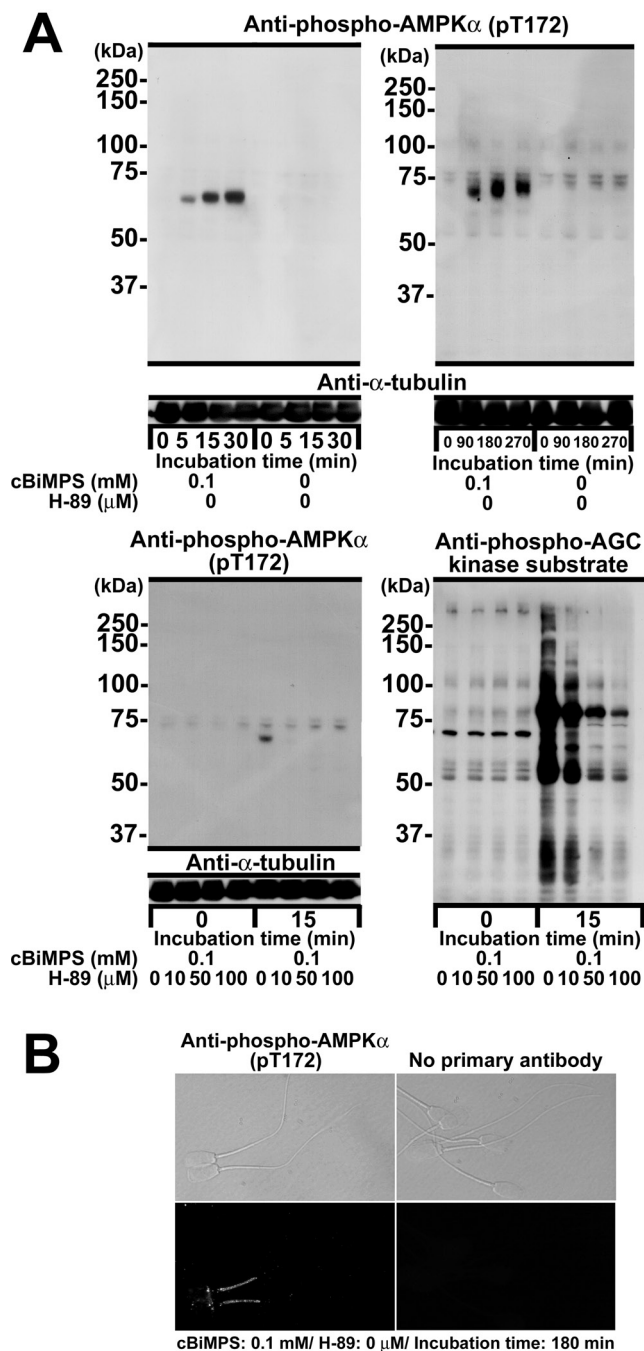 A
Anti-phospho-AMPKα (pT172)
(kDa)
250-
150-
100-
75-
50-
37-
(kDa)
250-
150-
100-
75-
50-
37-
Anti-α-tubulin
0 5 15 30 0 5 15 30
Incubation time (min)
cBiMPS (mM) 0.1 0
H-89 (μM) 0 0
0 90 180 270 0 90 180 270
Incubation time (min)
0.1 0
0 0
Anti-phospho-AMPKα
(pT172)
(kDa)
250-
150-
100-
75-
50-
37-
Anti-α-tubulin
0 15
Incubation time (min)
cBiMPS (mM) 0.1 0.1
H-89 (μM) 0 10 50 100 0 10 50 100
Anti-phospho-AGC
kinase substrate
(kDa)
250-
150-
100-
75-
50-
37-
0 15
Incubation time (min)
cBiMPS (mM) 0.1 0.1
H-89 (μM) 0 10 50 100 0 10 50 100
B
Anti-phospho-AMPKα
(pT172)
No primary antibody
cBiMPS: 0.1 mM/ H-89: 0 μM/ Incubation time: 180 min